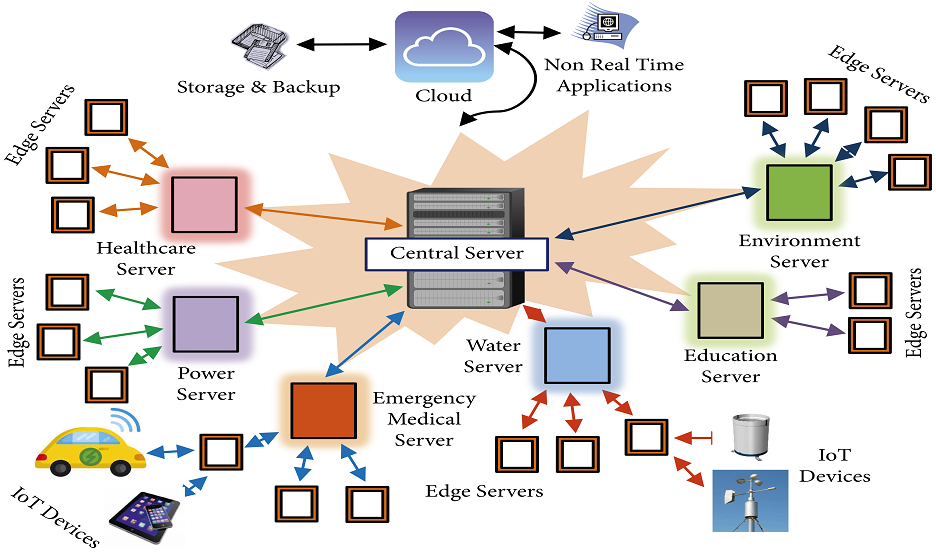 Storage & Backup
Cloud
Non Real Time
Applications
Edge Servers
Edge Servers
Healthcare
Server
Central Server
Environment
Server
Edge Servers
Power
Server
Water
Server
Education
Server
Edge Servers
Emergency
Medical
Server
IoT Devices
Edge Servers
IoT
Devices